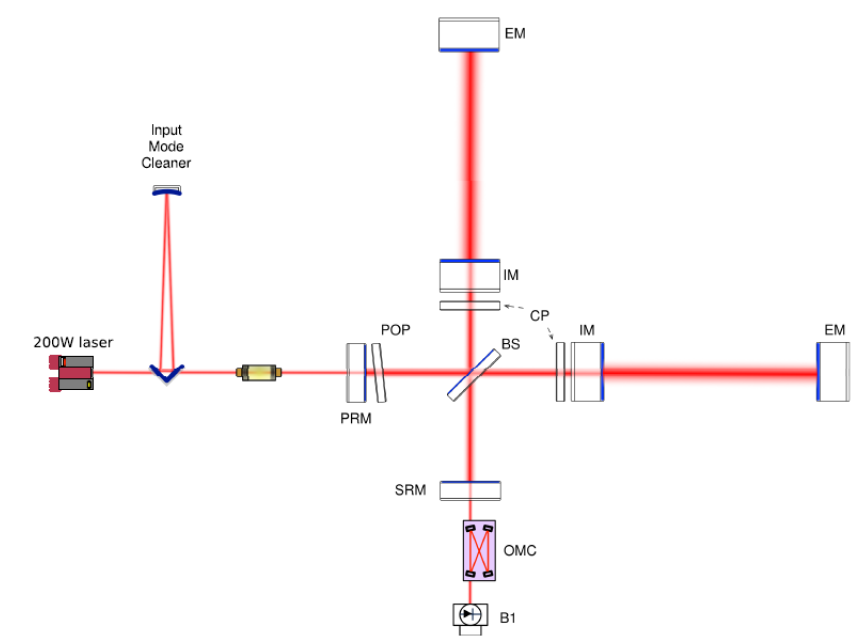 EM
Input
Mode
Cleaner
IM
CP
200W laser
POP
BS
IM
EM
PRM
SRM
OMC
B1